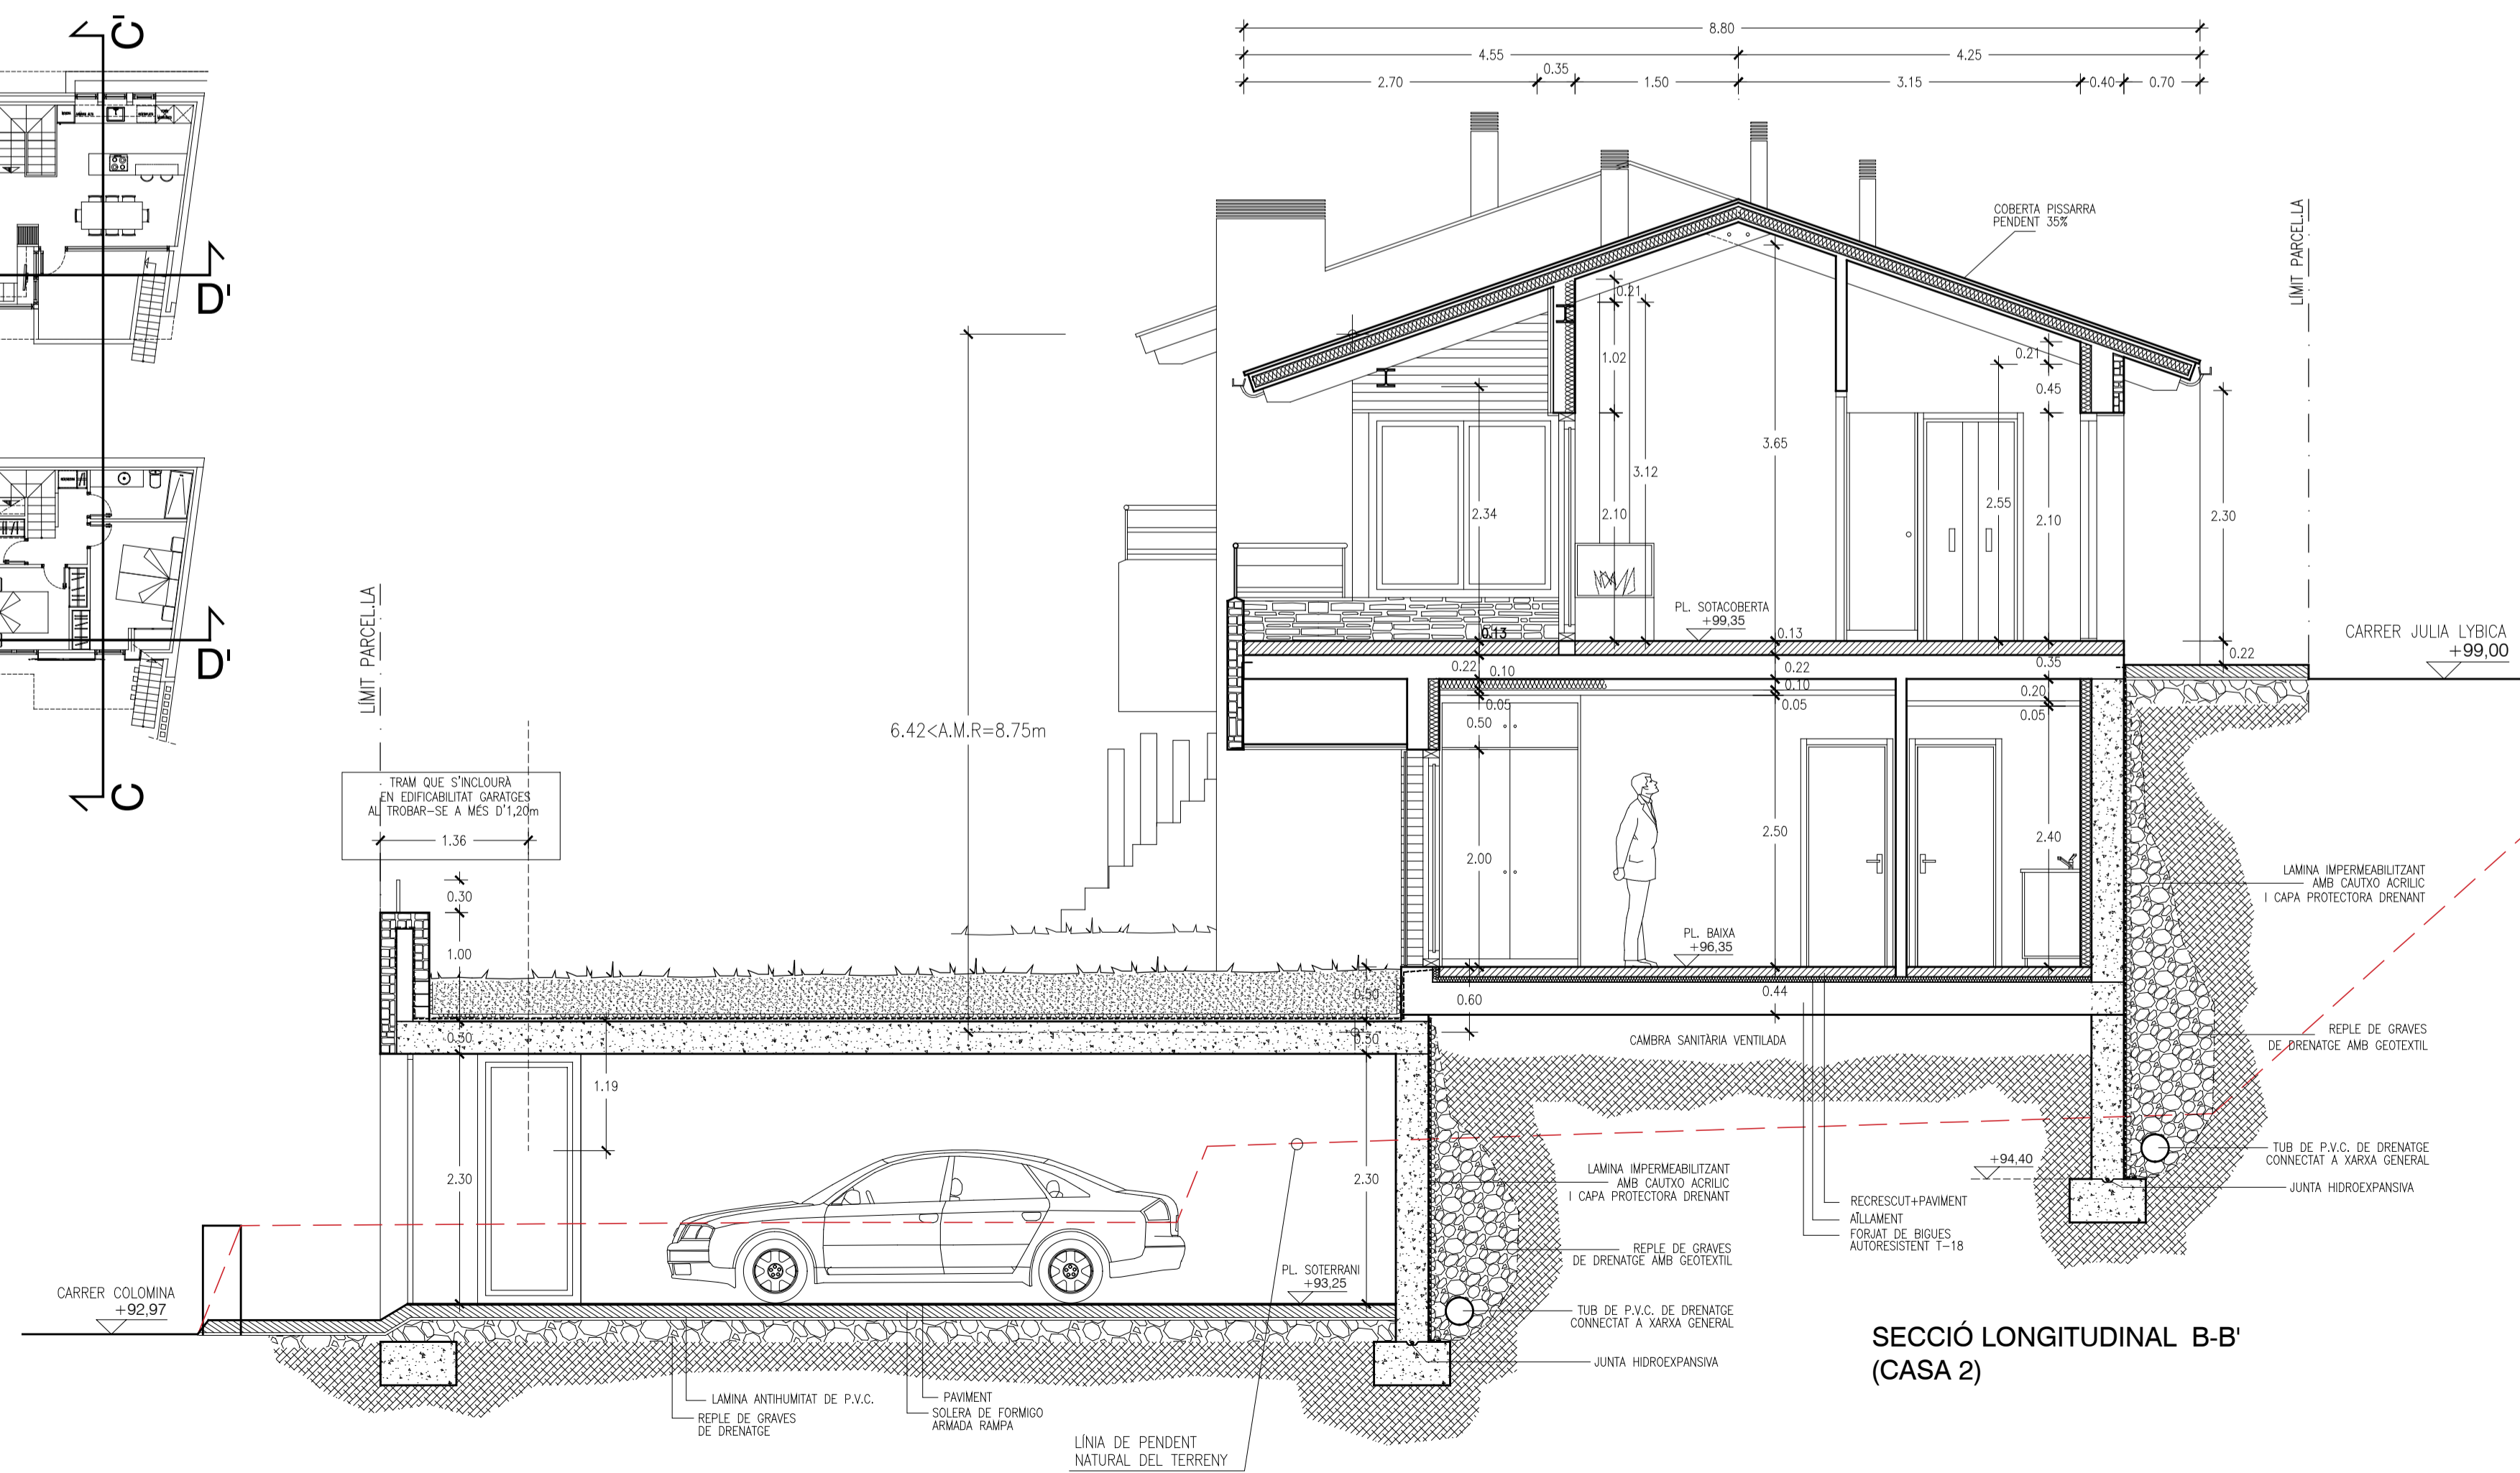 C'
D'
D'
C
8.80
4.55
4.25
2.70
0.35
1.50
3.15
0.40
0.70
COBERTA PISSARRA
PENDENT 35%
LÍMIT PARCEL.LA
0.21
1.02
3.65
3.12
2.34
2.10
0.21
0.45
2.55
2.10
2.30
PL. SOTACOBERTA
+99,35
0.13
0.13
0.22
0.10
0.22
0.10
0.35
0.22
CARRER JULIA LYBICA
+99,00
0.05
0.50
0.05
0.20
0.05
6.42<A.M.R=8.75m
LÍMIT PARCEL.LA
TRAM QUE S'INCLOURÀ
EN EDIFICABILITAT GARATGES
AL TROBAR-SE A MÉS D'1,20m
1.36
2.00
2.50
2.40
0.30
1.00
PL. BAIXA
+96,35
LAMINA IMPERMEABILITZANT
AMB CAUTXO ACRILIC
I CAPA PROTECTORA DRENANT
0.50
0.60
0.44
0.30
0.30
CAMBRA SANITÀRIA VENTILADA
REPLE DE GRAVES
DE DRENATGE AMB GEOTEXTIL
1.19
2.30
2.30
LAMINA IMPERMEABILITZANT
AMB CAUTXO ACRILIC
I CAPA PROTECTORA DRENANT
+94,40
TUB DE P.V.C. DE DRENATGE
CONNECTAT A XARXA GENERAL
JUNTA HIDROEXPANSIVA
RECRESCUT+PAVIMENT
AÏLLAMENT
FORJAT DE BIGUES
AUTORESISTENT T-18
REPLE DE GRAVES
DE DRENATGE AMB GEOTEXTIL
PL. SOTERRANI
+93,25
CARRER COLOMINA
+92,97
TUB DE P.V.C. DE DRENATGE
CONNECTAT A XARXA GENERAL
JUNTA HIDROEXPANSIVA
SECCIÓ LONGITUDINAL B-B'
(CASA 2)
LAMINA ANTIHUMITAT DE P.V.C.
REPLE DE GRAVES
DE DRENATGE
PAVIMENT
SOLERA DE FORMIGO
ARMADA RAMPA
LÍNIA DE PENDENT
NATURAL DEL TERRENY